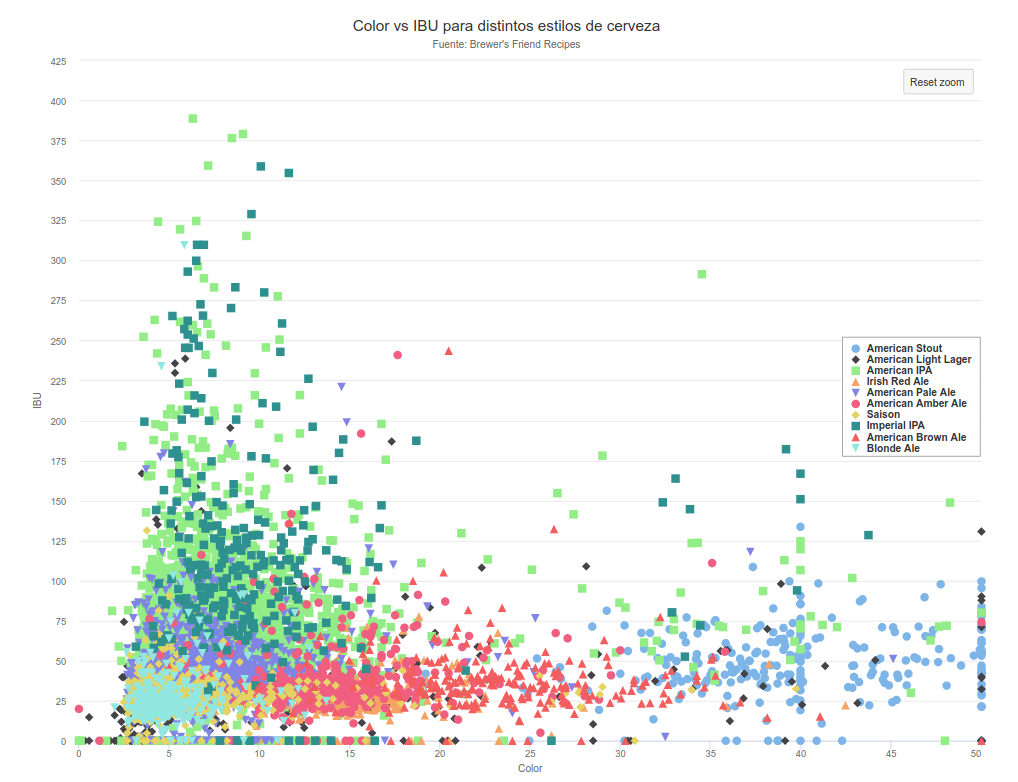 Color vs IBU para distintos estilos de cerveza
Fuente: Brewer's Friend Recipes
Reset zoom
425
400
375
350
325
300
275
250
225
200
175
150
125
100
75
50
25
0
IBU
American Stout
American Light Lager
American IPA
Irish Red Ale
American Pale Ale
American Amber Ale
Saison
Imperial IPA
American Brown Ale
Blonde Ale
0 5 10 15 20 25 30 35 40 45 50
Color